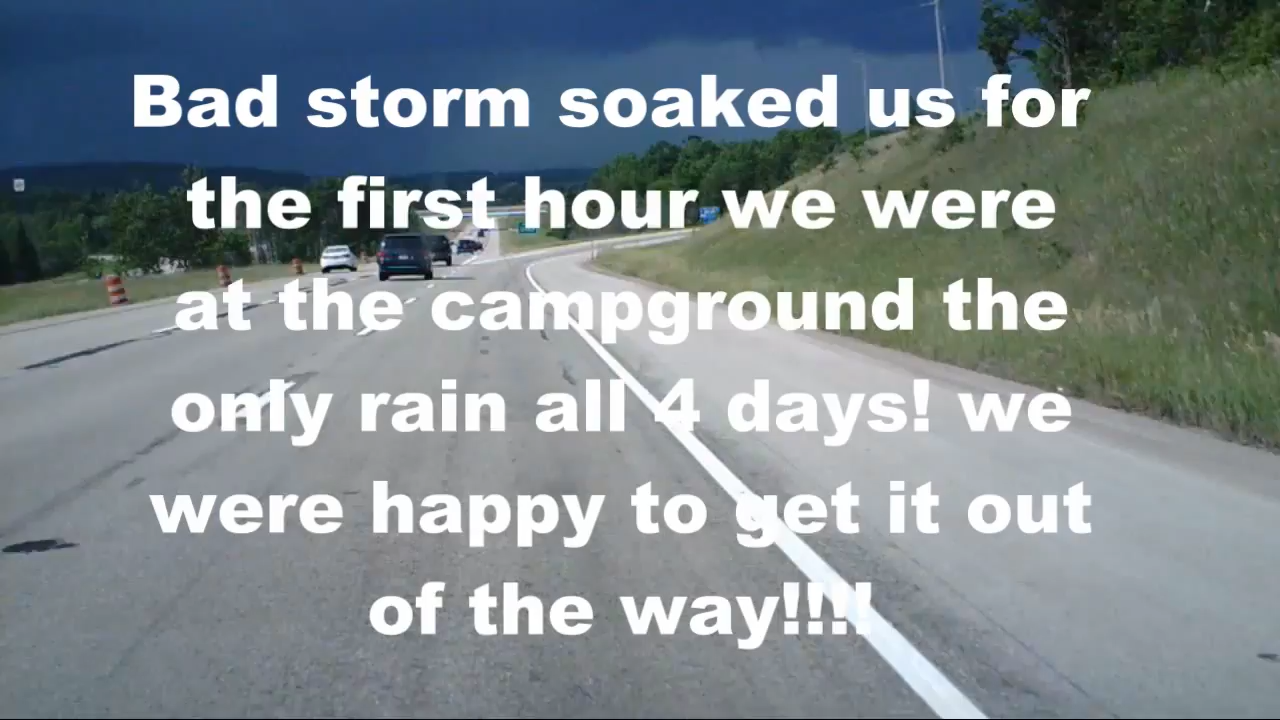 Bad storm soaked us for
the first hour we were
at the campground the
only rain all 4 days! we
were happy to get it out
of the way!!!!